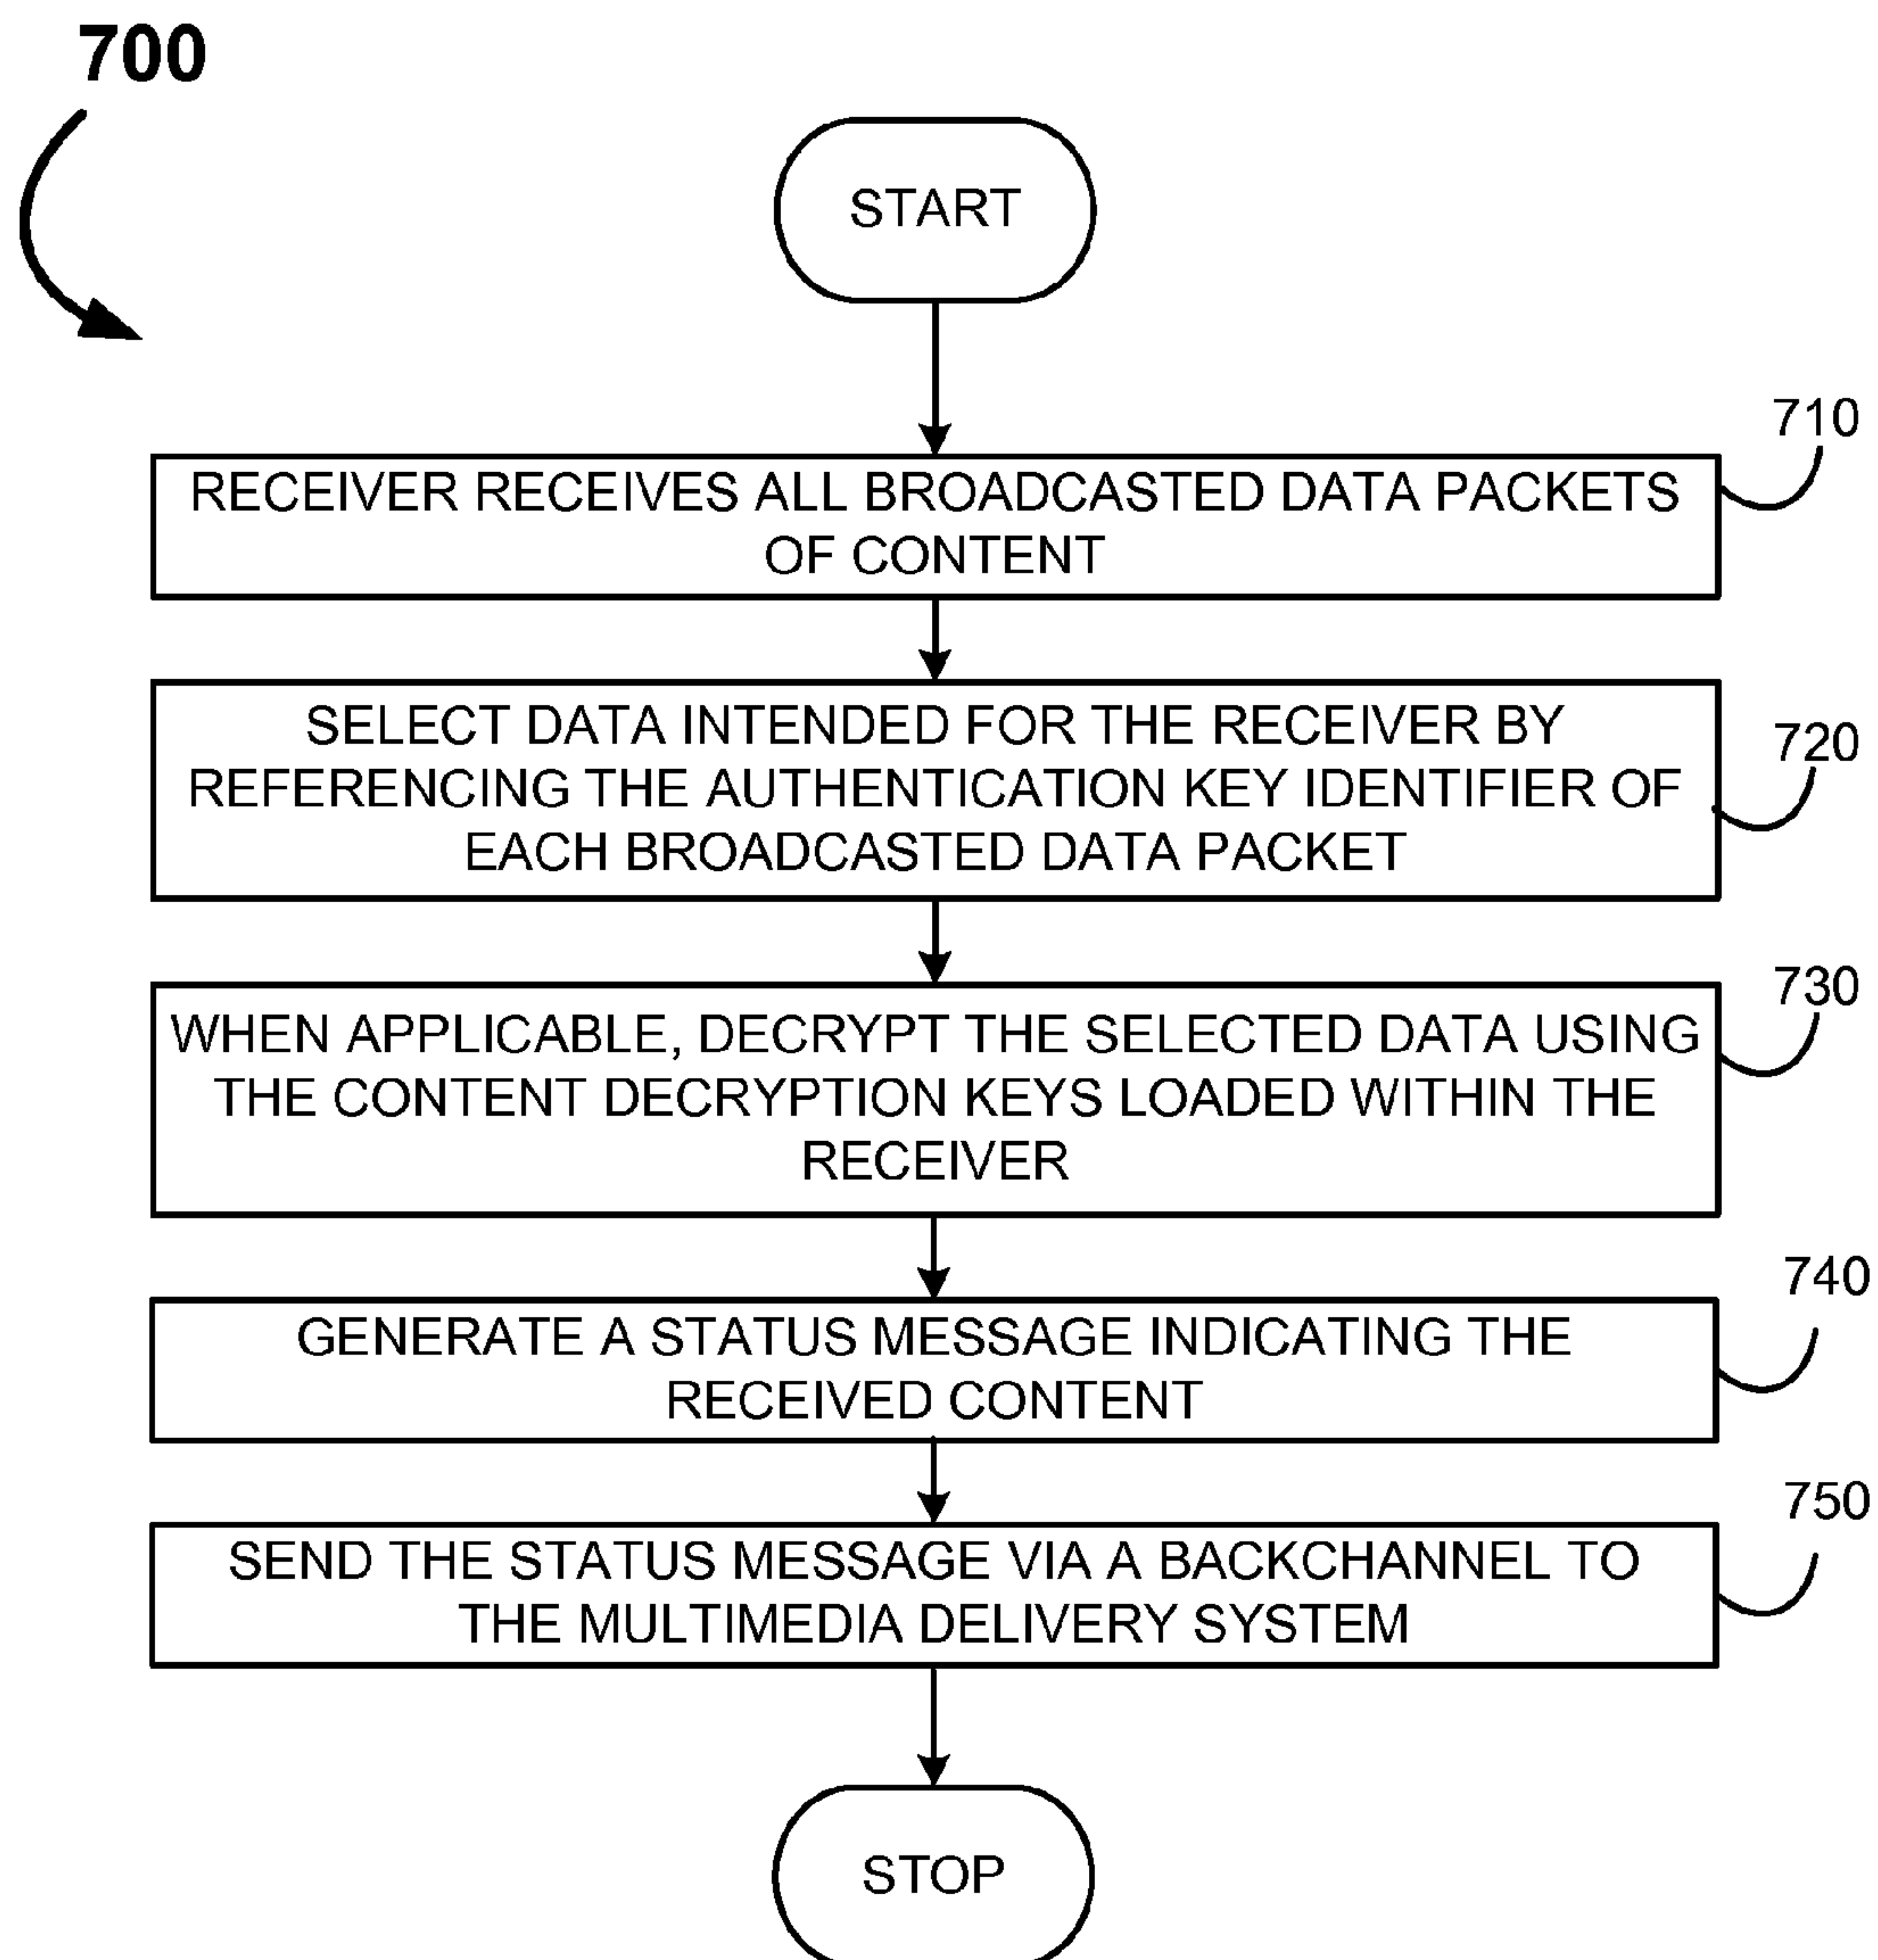 700
START
710
RECEIVER RECEIVES ALL BROADCASTED DATA PACKETS
OF CONTENT
720
SELECT DATA INTENDED FOR THE RECEIVER BY
REFERENCING THE AUTHENTICATION KEY IDENTIFIER OF
EACH BROADCASTED DATA PACKET
730
WHEN APPLICABLE, DECRYPT THE SELECTED DATA USING
THE CONTENT DECRYPTION KEYS LOADED WITHIN THE
RECEIVER
740
GENERATE A STATUS MESSAGE INDICATING THE
RECEIVED CONTENT
750
SEND THE STATUS MESSAGE VIA A BACKCHANNEL TO
THE MULTIMEDIA DELIVERY SYSTEM
STOP